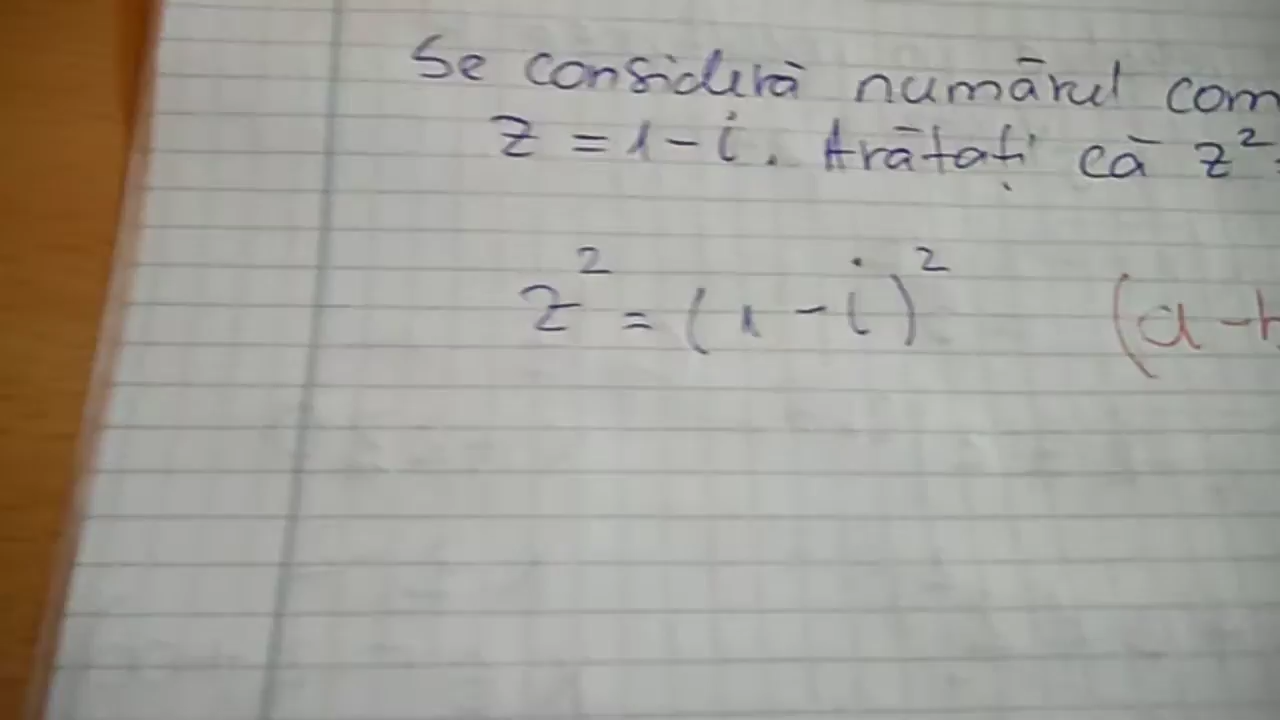 Se consideră numărul com
z = 1 - i. Arătați că z²
z² = (1 - i)² (a - b